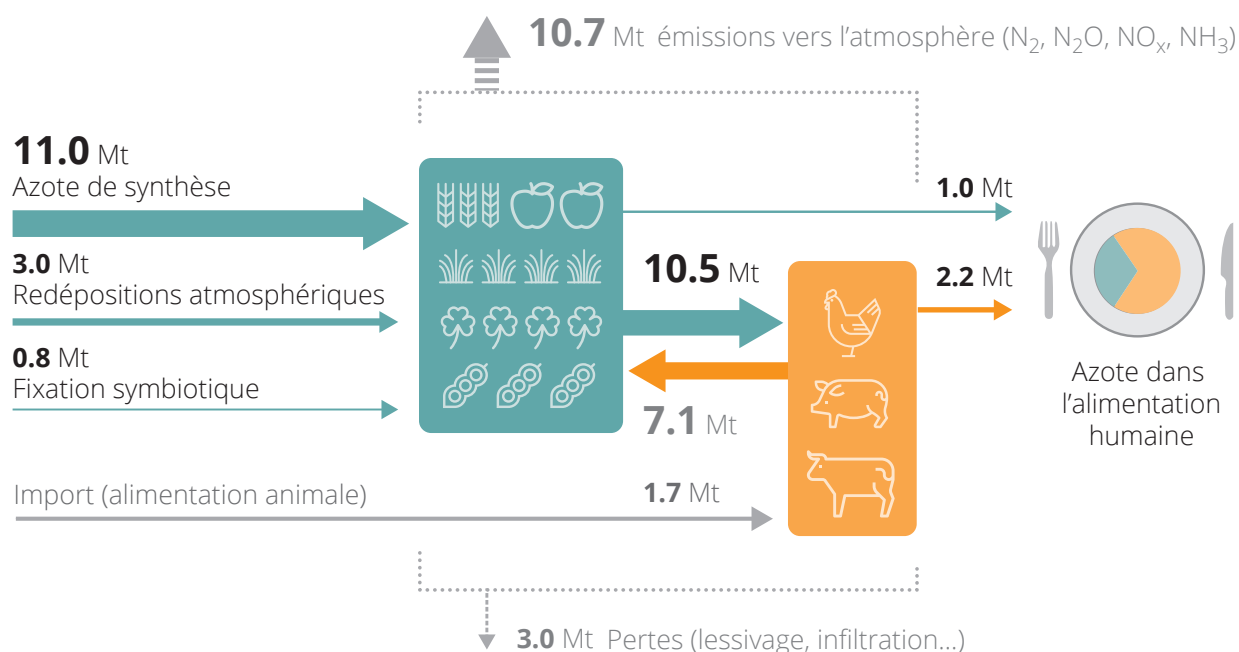 10.7 Mt émissions vers l'atmosphère (N₂, N₂O, NOₓ, NH₃)
11.0 Mt
Azote de synthèse
3.0 Mt
Redépositions atmosphériques
0.8 Mt
Fixation symbiotique
Import (alimentation animale)
10.5 Mt
7.1 Mt
1.7 Mt
1.0 Mt
2.2 Mt
Azote dans
l'alimentation
humaine
3.0 Mt Pertes (lessivage, infiltration...)